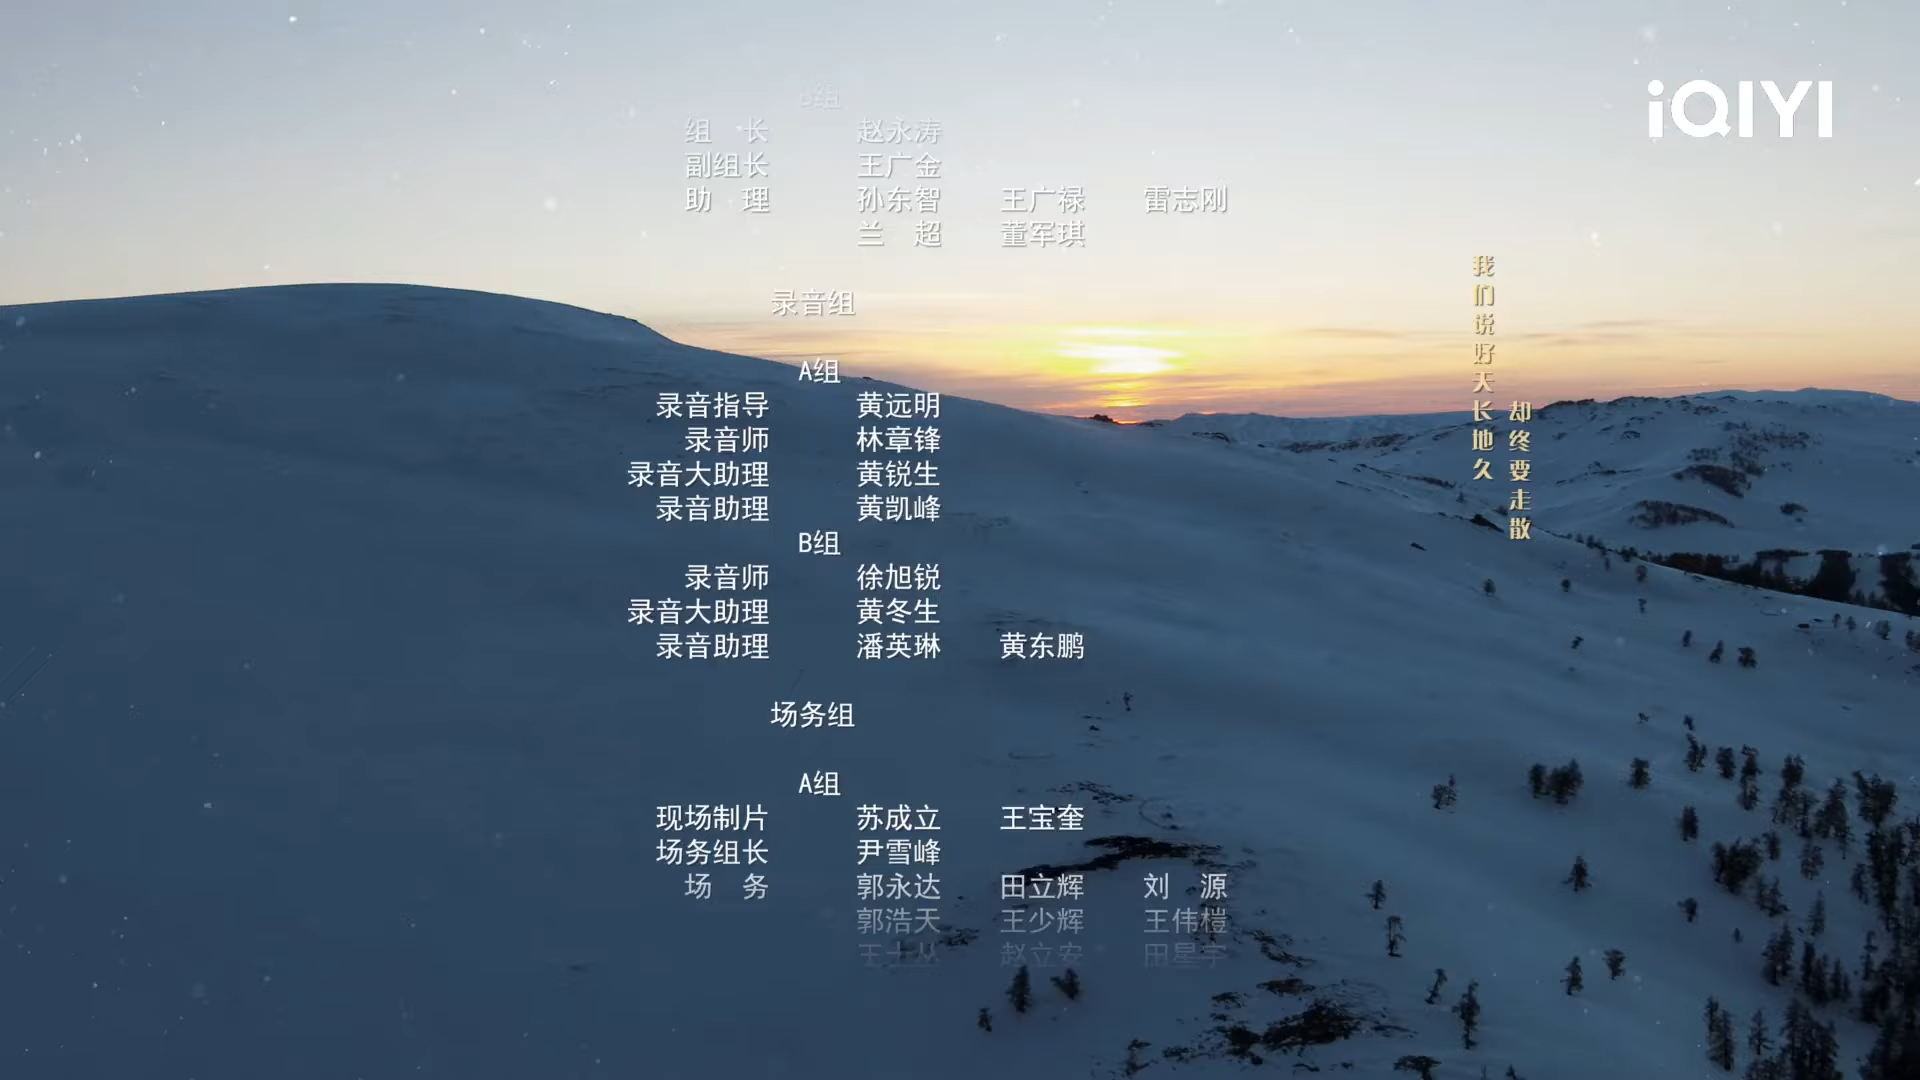 iQIYI
组 长 赵永涛
副组长 王广金
助 理 孙东智 王广禄 雷志刚
兰 超 董军琪
录音组
A组
录音指导 黄远明
录音师 林章锋
录音大助理 黄锐生
录音助理 黄凯峰
B组
录音师 徐旭锐
录音大助理 黄冬生
录音助理 潘英琳 黄东鹏
场务组
A组
现场制片 苏成立 王宝奎
场务组长 尹雪峰
场 务 郭永达 田立辉 刘 源
郭浩天 王少辉 王伟榿
赵立安 田星宇
我们说好天长地久
却终要走散